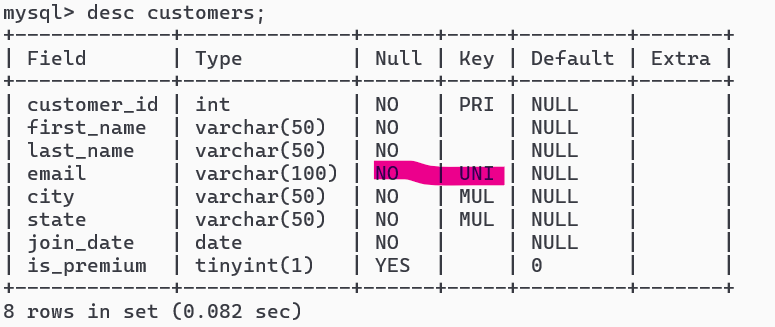 mysql> desc customers;
+-------------+--------------+------+-----+---------+-------+
| Field       | Type         | Null | Key | Default | Extra |
+-------------+--------------+------+-----+---------+-------+
| customer_id | int          | NO   | PRI | NULL    |       |
| first_name  | varchar(50)  | NO   |     | NULL    |       |
| last_name   | varchar(50)  | NO   |     | NULL    |       |
| email       | varchar(100) | NO   | UNI | NULL    |       |
| city        | varchar(50)  | NO   | MUL | NULL    |       |
| state       | varchar(50)  | NO   | MUL | NULL    |       |
| join_date   | date         | NO   |     | NULL    |       |
| is_premium  | tinyint(1)   | YES  |     | 0       |       |
+-------------+--------------+------+-----+---------+-------+
8 rows in set (0.082 sec)